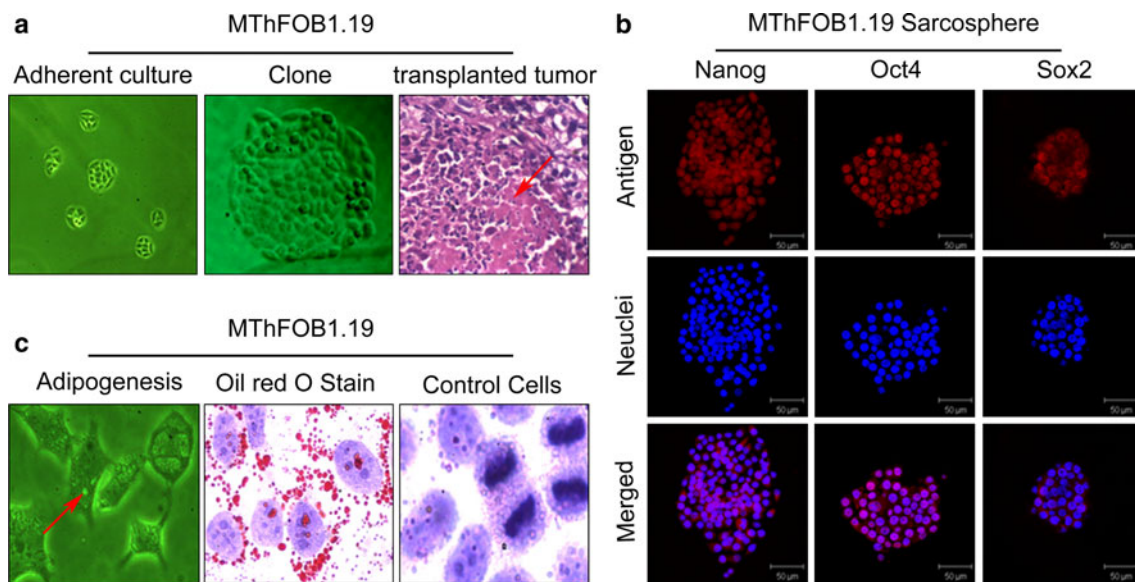 a
MThFOB1.19
Adherent culture
Clone
transplanted tumor
b
MThFOB1.19 Sarcosphere
Nanog
Oct4
Sox2
Antigen
50 µm
50 µm
50 µm
Neuclei
50 µm
50 µm
50 µm
Merged
50 µm
50 µm
50 µm
c
MThFOB1.19
Adipogenesis
Oil red O Stain
Control Cells